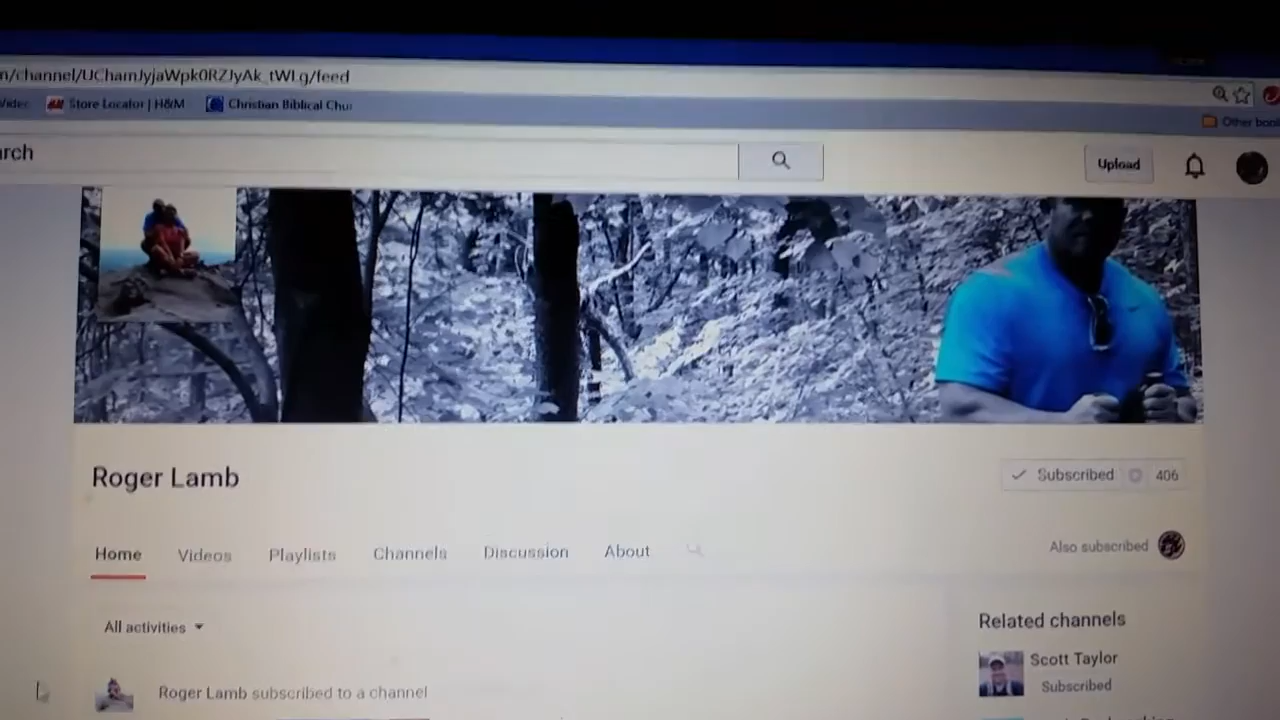 /channel/UChamJyjaWpk0RZJyAk_tWLg/feed
Store Locator | H&M
Christian Biblical Chu
Upload
Roger Lamb
Subscribed
406
Home
Videos
Playlists
Channels
Discussion
About
Also subscribed
All activities
Related channels
Scott Taylor
Subscribed
Roger Lamb subscribed to a channel